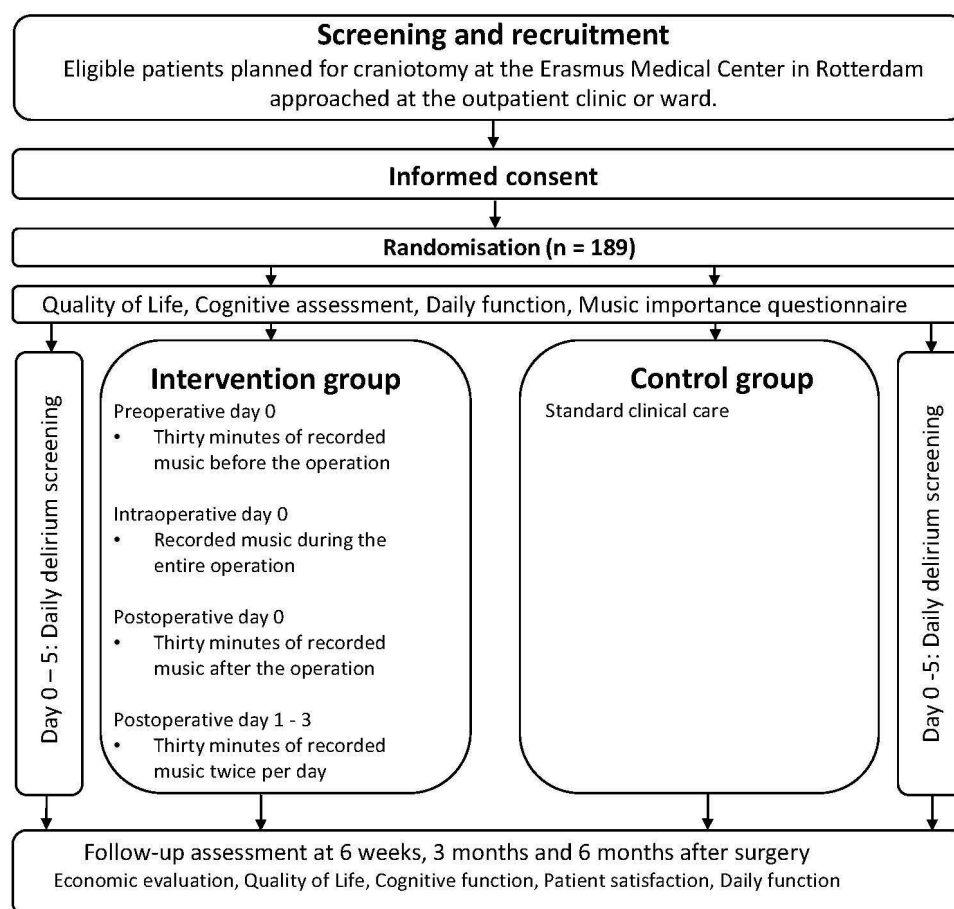 Screening and recruitment
Eligible patients planned for craniotomy at the Erasmus Medical Center in Rotterdam
approached at the outpatient clinic or ward.
Informed consent
Randomisation (n = 189)
Quality of Life, Cognitive assessment, Daily function, Music importance questionnaire
Day 0 – 5: Daily delirium screening
Intervention group
Preoperative day 0
• Thirty minutes of recorded
music before the operation
Intraoperative day 0
• Recorded music during the
entire operation
Postoperative day 0
• Thirty minutes of recorded
music after the operation
Postoperative day 1 - 3
• Thirty minutes of recorded
music twice per day
Control group
Standard clinical care
Day 0 -5: Daily delirium screening
Follow-up assessment at 6 weeks, 3 months and 6 months after surgery
Economic evaluation, Quality of Life, Cognitive function, Patient satisfaction, Daily function